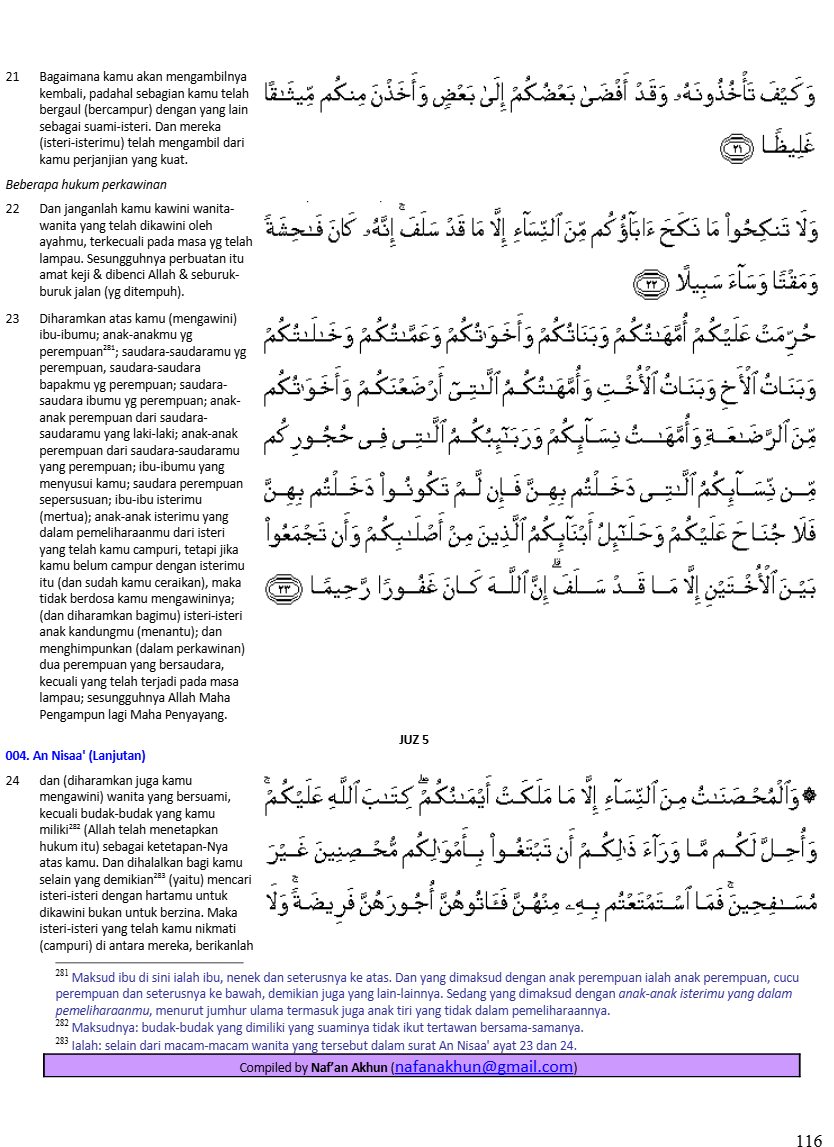 21 Bagaimana kamu akan mengambilnya
kembali, padahal sebagian kamu telah
bergaul (bercampur) dengan yang lain
sebagai suami-isteri. Dan mereka
(isteri-isterimu) telah mengambil dari
kamu perjanjian yang kuat.
وَكَيْفَ تَأْخُذُونَهُۥ وَقَدْ أَفْضَىٰ بَعْضُكُمْ إِلَىٰ بَعْضٍ وَأَخَذْنَ مِنكُم مِّيثَٰقًا
غَلِيظًا ٢١
Beberapa hukum perkawinan
22 Dan janganlah kamu kawini wanita-
wanita yang telah dikawini oleh
ayahmu, terkecuali pada masa yg telah
lampau. Sesungguhnya perbuatan itu
amat keji & dibenci Allah & seburuk-
buruk jalan (yg ditempuh).
وَلَا تَنكِحُوا۟ مَا نَكَحَ ءَابَآؤُكُم مِّنَ ٱلنِّسَآءِ إِلَّا مَا قَدْ سَلَفَ ۚ إِنَّهُۥ كَانَ فَٰحِشَةً
وَمَقْتًا وَسَآءَ سَبِيلًا ٢٢
23 Diharamkan atas kamu (mengawini)
ibu-ibumu; anak-anakmu yg
perempuan281; saudara-saudaramu yg
perempuan, saudara-saudara
bapakmu yg perempuan; saudara-
saudara ibumu yg perempuan; anak-
anak perempuan dari saudara-
saudaramu yang laki-laki; anak-anak
perempuan dari saudara-saudaramu
yang perempuan; ibu-ibumu yang
menyusui kamu; saudara perempuan
sepersusuan; ibu-ibu isterimu
(mertua); anak-anak isterimu yang
dalam pemeliharaanmu dari isteri
yang telah kamu campuri, tetapi jika
kamu belum campur dengan isterimu
itu (dan sudah kamu ceraikan), maka
tidak berdosa kamu mengawininya;
(dan diharamkan bagimu) isteri-isteri
anak kandungmu (menantu); dan
menghimpunkan (dalam perkawinan)
dua perempuan yang bersaudara,
kecuali yang telah terjadi pada masa
lampau; sesungguhnya Allah Maha
Pengampun lagi Maha Penyayang.
حُرِّمَتْ عَلَيْكُمْ أُمَّهَٰتُكُمْ وَبَنَاتُكُمْ وَأَخَوَٰتُكُمْ وَعَمَّٰتُكُمْ وَخَٰلَٰتُكُمْ
وَبَنَاتُ ٱلْأَخِ وَبَنَاتُ ٱلْأُخْتِ وَأُمَّهَٰتُكُمُ ٱلَّٰتِىٓ أَرْضَعْنَكُمْ وَأَخَوَٰتُكُم
مِّنَ ٱلرَّضَٰعَةِ وَأُمَّهَٰتُ نِسَآئِكُمْ وَرَبَٰٓئِبُكُمُ ٱلَّٰتِى فِى حُجُورِكُم
مِّن نِّسَآئِكُمُ ٱلَّٰتِى دَخَلْتُم بِهِنَّ فَإِن لَّمْ تَكُونُوا۟ دَخَلْتُم بِهِنَّ
فَلَا جُنَاحَ عَلَيْكُمْ وَحَلَٰٓئِلُ أَبْنَآئِكُمُ ٱلَّذِينَ مِنْ أَصْلَٰبِكُمْ وَأَن تَجْمَعُوا۟
بَيْنَ ٱلْأُخْتَيْنِ إِلَّا مَا قَدْ سَلَفَ ۗ إِنَّ ٱللَّهَ كَانَ غَفُورًا رَّحِيمًا ٢٣
JUZ 5
004. An Nisaa' (Lanjutan)
24 dan (diharamkan juga kamu
mengawini) wanita yang bersuami,
kecuali budak-budak yang kamu
miliki282 (Allah telah menetapkan
hukum itu) sebagai ketetapan-Nya
atas kamu. Dan dihalalkan bagi kamu
selain yang demikian283 (yaitu) mencari
isteri-isteri dengan hartamu untuk
dikawini bukan untuk berzina. Maka
isteri-isteri yang telah kamu nikmati
(campuri) di antara mereka, berikanlah
۞ وَٱلْمُحْصَنَٰتُ مِنَ ٱلنِّسَآءِ إِلَّا مَا مَلَكَتْ أَيْمَٰنُكُمْ ۖ كِتَٰبَ ٱللَّهِ عَلَيْكُمْ ۚ
وَأُحِلَّ لَكُم مَّا وَرَآءَ ذَٰلِكُمْ أَن تَبْتَغُوا۟ بِأَمْوَٰلِكُم مُّحْصِنِينَ غَيْرَ
مُسَٰفِحِينَ ۚ فَمَا ٱسْتَمْتَعْتُم بِهِۦ مِنْهُنَّ فَـَٔاتُوهُنَّ أُجُورَهُنَّ فَرِيضَةً ۚ وَلَا
281 Maksud ibu di sini ialah ibu, nenek dan seterusnya ke atas. Dan yang dimaksud dengan anak perempuan ialah anak perempuan, cucu
perempuan dan seterusnya ke bawah, demikian juga yang lain-lainnya. Sedang yang dimaksud dengan anak-anak isterimu yang dalam
pemeliharaanmu, menurut jumhur ulama termasuk juga anak tiri yang tidak dalam pemeliharaannya.
282 Maksudnya: budak-budak yang dimiliki yang suaminya tidak ikut tertawan bersama-samanya.
283 Ialah: selain dari macam-macam wanita yang tersebut dalam surat An Nisaa' ayat 23 dan 24.
Compiled by Naf'an Akhun (nafanakhun@gmail.com)
116